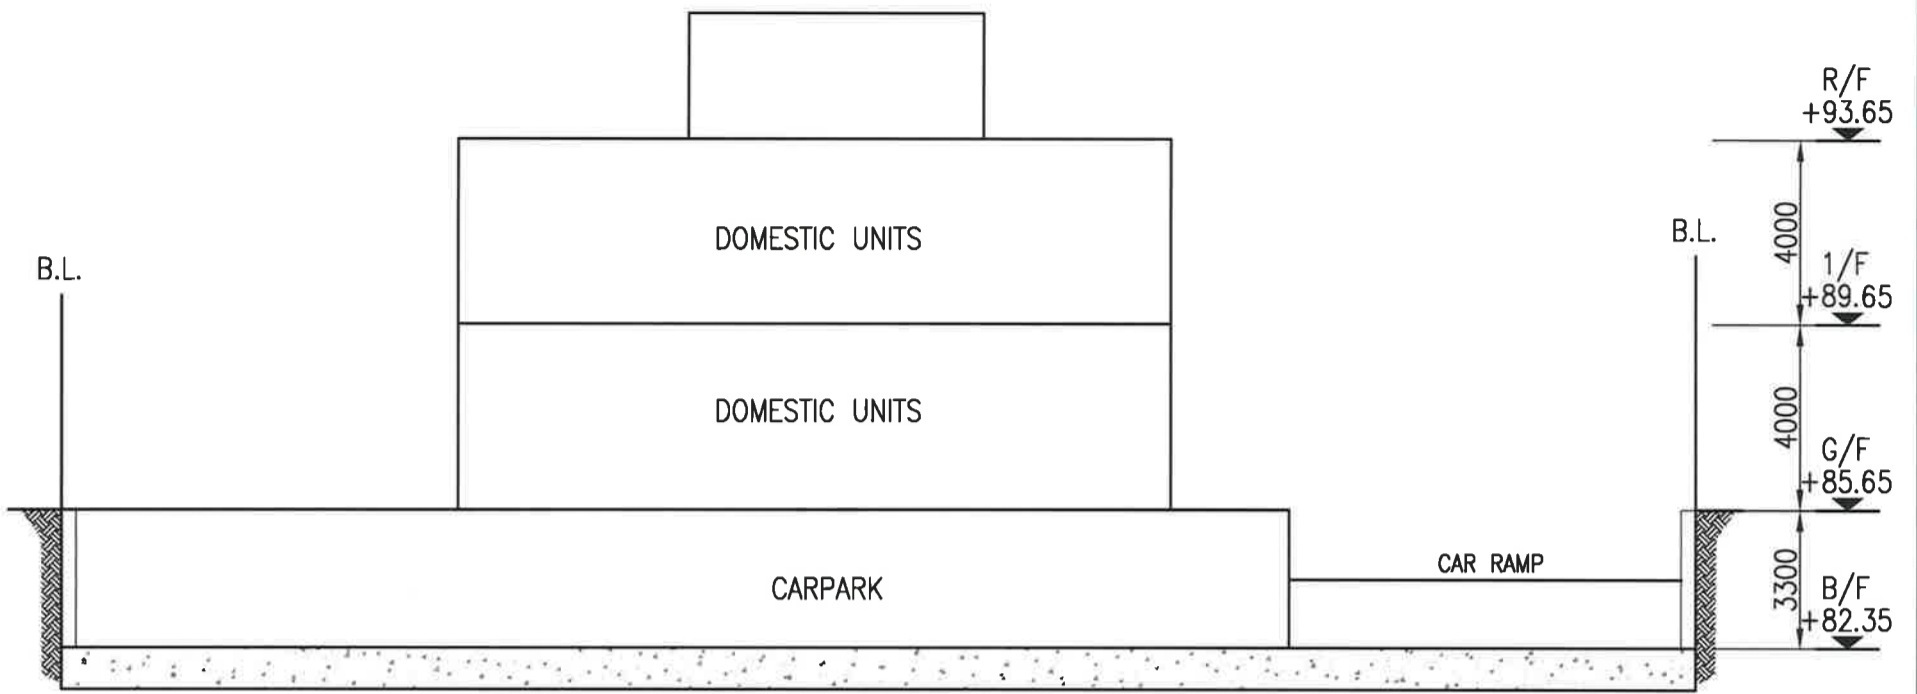 R/F
+93.65
DOMESTIC UNITS
4000
B.L.
B.L.
1/F
+89.65
DOMESTIC UNITS
4000
G/F
+85.65
CAR RAMP
CARPARK
3300
B/F
+82.35